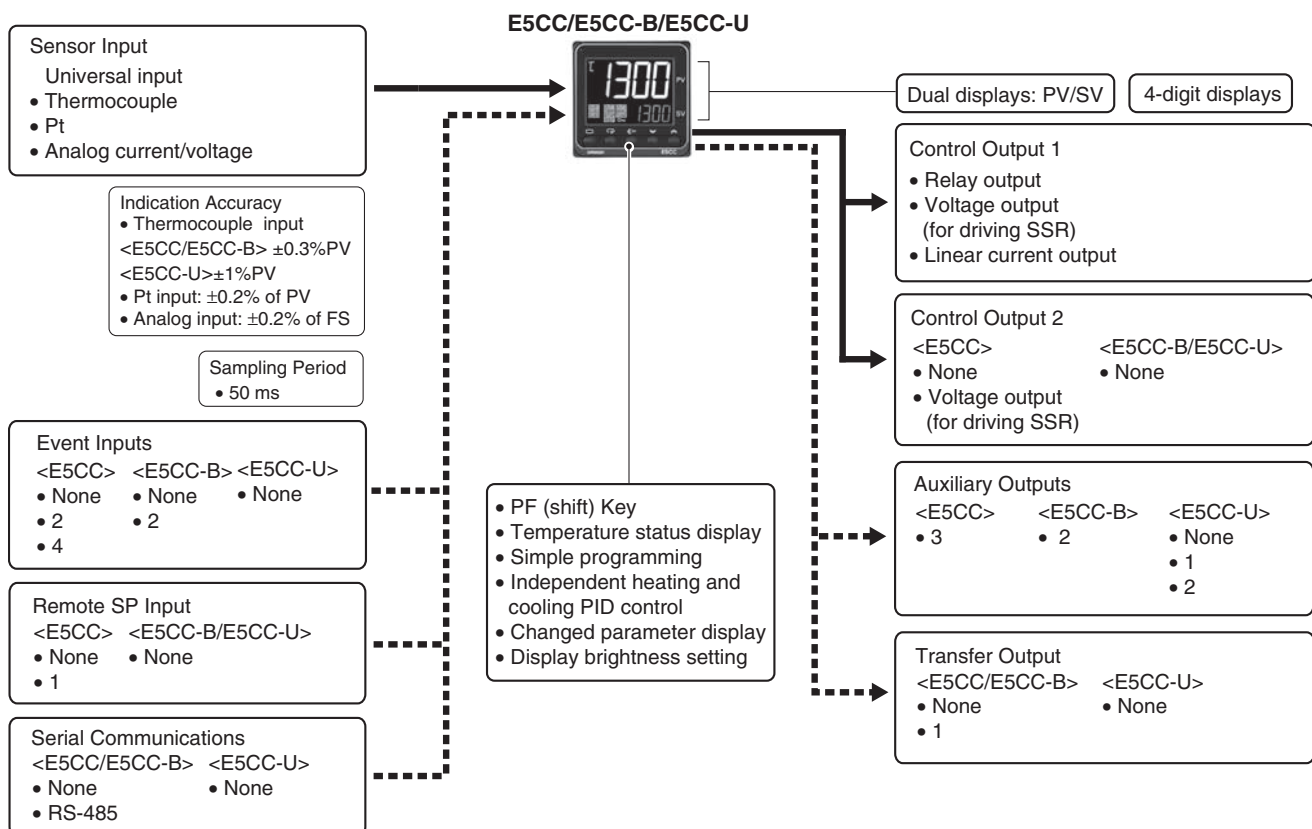 E5CC/E5CC-B/E5CC-U
Sensor Input
Universal input
• Thermocouple
• Pt
• Analog current/voltage
Indication Accuracy
• Thermocouple input
<E5CC/E5CC-B> ±0.3%PV
<E5CC-U>±1%PV
• Pt input: ±0.2% of PV
• Analog input: ±0.2% of FS
Sampling Period
• 50 ms
Event Inputs
<E5CC> <E5CC-B> <E5CC-U>
• None • None • None
• 2 • 2
• 4
Remote SP Input
<E5CC> <E5CC-B/E5CC-U>
• None • None
• 1
Serial Communications
<E5CC/E5CC-B> <E5CC-U>
• None • None
• RS-485
1300
PV
1300
SV
OMRON E5CC
• PF (shift) Key
• Temperature status display
• Simple programming
• Independent heating and
cooling PID control
• Changed parameter display
• Display brightness setting
Dual displays: PV/SV
4-digit displays
Control Output 1
• Relay output
• Voltage output
(for driving SSR)
• Linear current output
Control Output 2
<E5CC> <E5CC-B/E5CC-U>
• None • None
• Voltage output
(for driving SSR)
Auxiliary Outputs
<E5CC> <E5CC-B> <E5CC-U>
• 3 • 2 • None
• 1
• 2
Transfer Output
<E5CC/E5CC-B> <E5CC-U>
• None • None
• 1